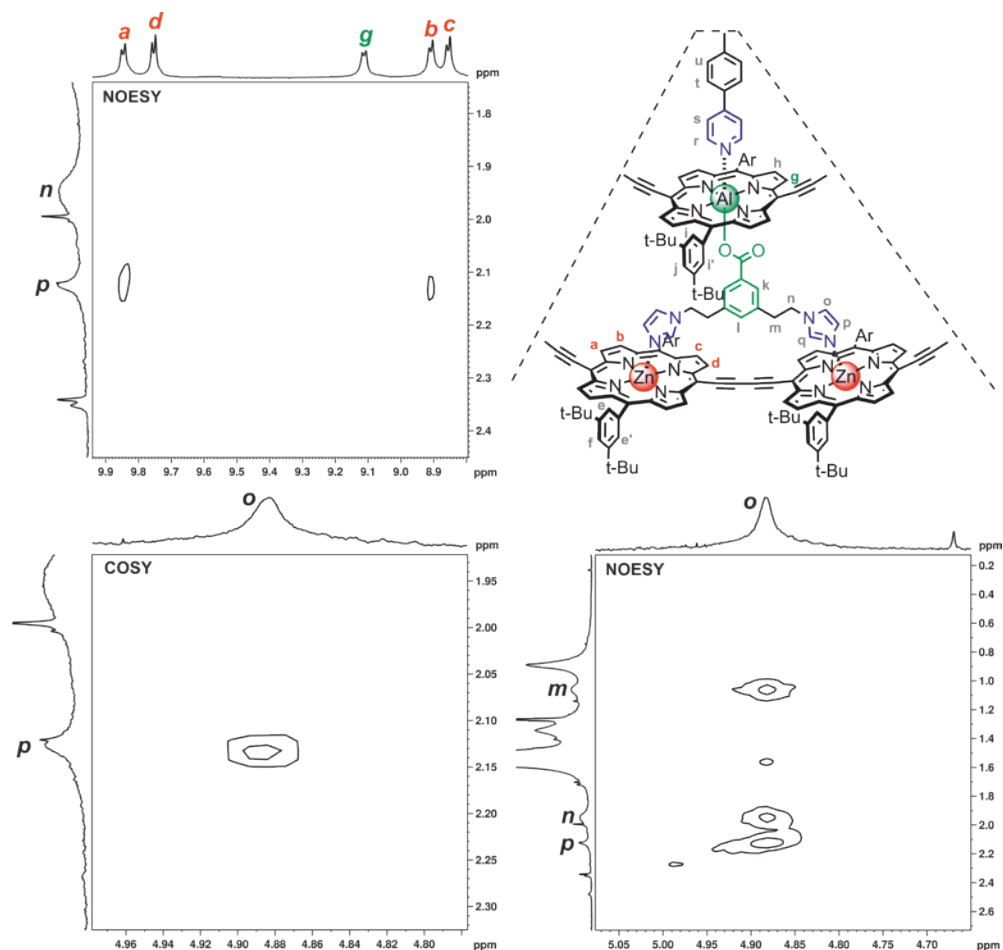 a d g b c
ppm
NOESY
1.8
1.9
n
2.0
2.1
p
2.2
2.3
2.4
ppm
9.9 9.8 9.7 9.6 9.5 9.4 9.3 9.2 9.1 9.0 8.9 ppm
u
t
s
r
N
Ar
h
g
N N
Al
N N
t-Bu
i
O O
j
i'
t-Bu
k
n
o
N N
l
m
p
N N
q
Ar Ar
a b c
d
N N N N
Zn Zn
N N N N
t-Bu e t-Bu
f e'
t-Bu t-Bu
o
ppm
COSY
1.95
2.00
2.05
2.10
p
2.15
2.20
2.25
2.30
4.96 4.94 4.92 4.90 4.88 4.86 4.84 4.82 4.80 ppm
o
ppm
NOESY
0.2
0.4
0.6
0.8
m
1.0
1.2
1.4
1.6
1.8
n
2.0
p
2.2
2.4
2.6
5.05 5.00 4.95 4.90 4.85 4.80 4.75 4.70 ppm